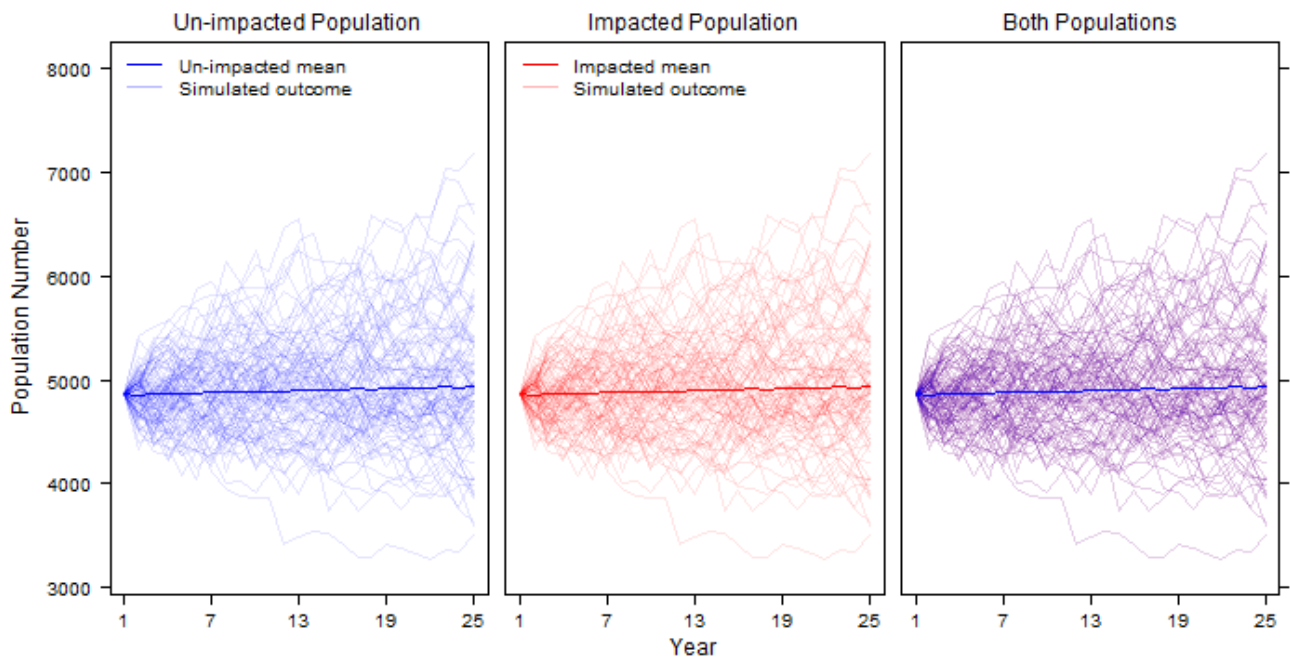 Un-impacted Population
Impacted Population
Both Populations
Un-impacted mean
Simulated outcome
Impacted mean
Simulated outcome
Population Number
8000
7000
6000
5000
4000
3000
1 7 13 19 25
1 7 13 19 25
1 7 13 19 25
Year